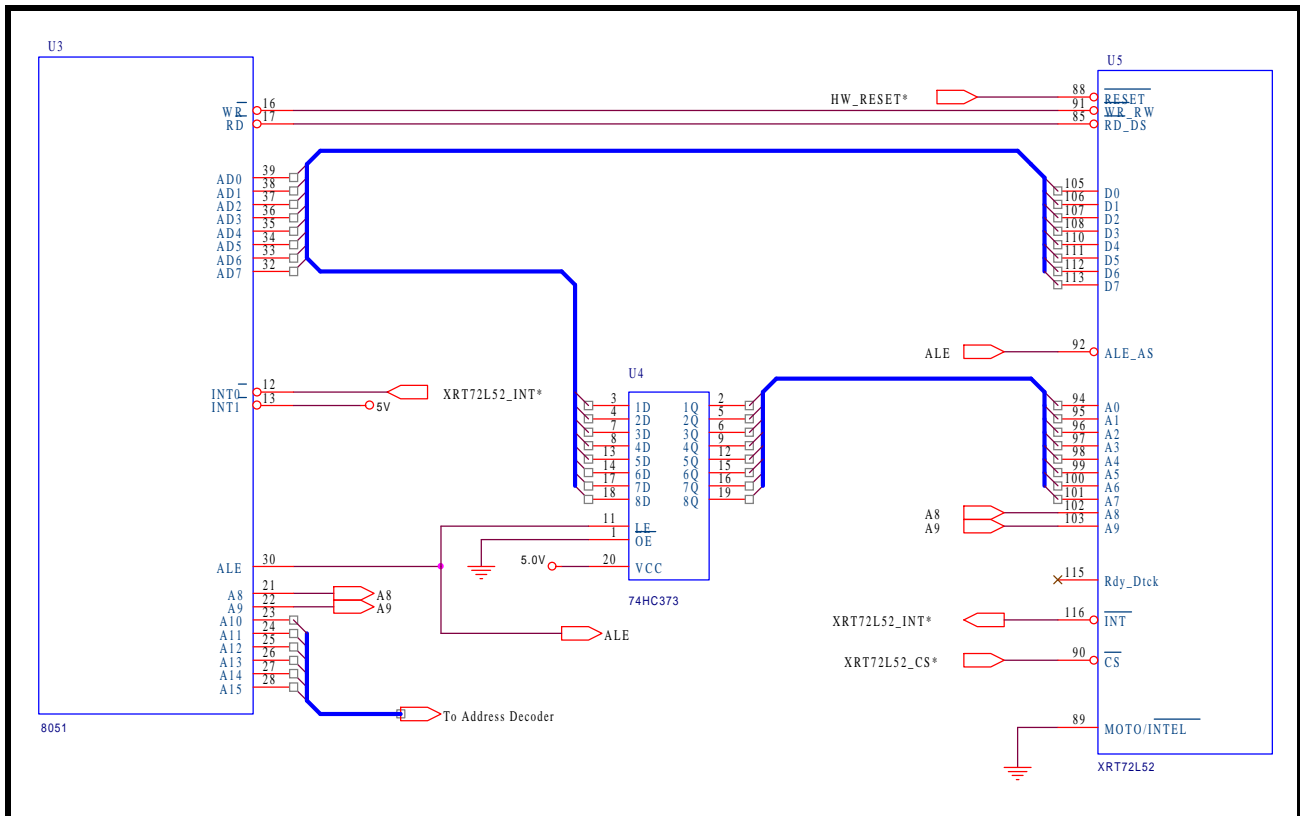 U3
16
WR
17
RD
39
AD0
38
AD1
37
AD2
36
AD3
35
AD4
34
AD5
33
AD6
32
AD7
12
INT0
13
INT1
XRT72L52_INT*
5V
30
ALE
21
A8
22
A9
23
A10
24
A11
25
A12
26
A13
27
A14
28
A15
8051
A8
A9
ALE
To Address Decoder
U4
3
1D
4
2D
7
3D
8
4D
13
5D
14
6D
17
7D
18
8D
11
LE
1
OE
5.0V
20
VCC
1Q
2
2Q
5
3Q
6
4Q
9
5Q
12
6Q
15
7Q
16
8Q
19
74HC373
U5
HW_RESET*
88
RESET
91
WR_RW
85
RD_DS
105
D0
106
D1
107
D2
108
D3
110
D4
111
D5
112
D6
113
D7
ALE
92
ALE_AS
94
A0
95
A1
96
A2
97
A3
98
A4
99
A5
100
A6
101
A7
A8
102
A8
A9
103
A9
115
Rdy_Dtck
XRT72L52_INT*
116
INT
XRT72L52_CS*
90
CS
89
MOTO/INTEL
XRT72L52